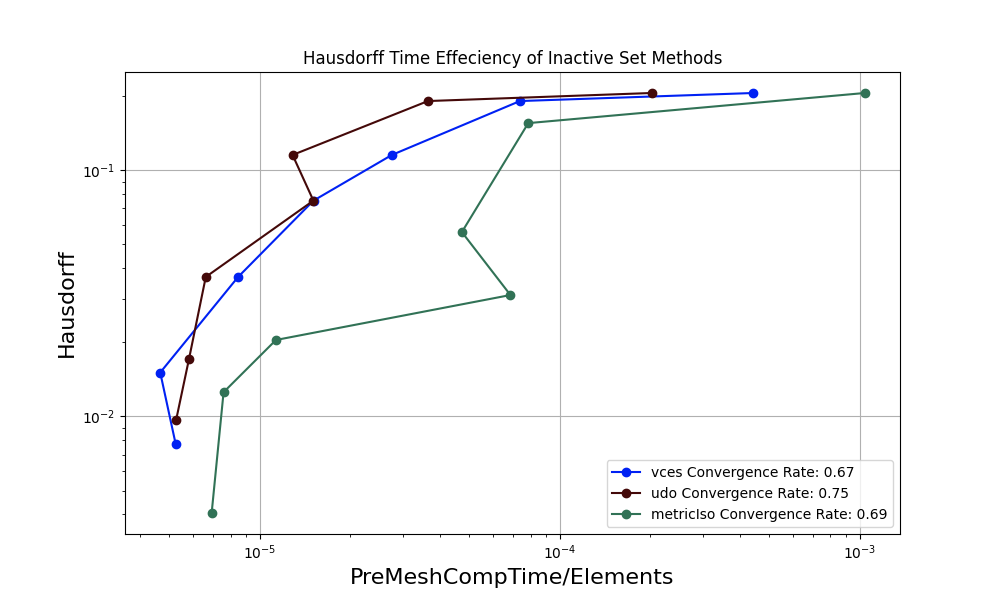 Hausdorff Time Effeciency of Inactive Set Methods
Hausdorff
10⁻¹
10⁻²
vces Convergence Rate: 0.67
udo Convergence Rate: 0.75
metricIso Convergence Rate: 0.69
10⁻⁵
10⁻⁴
10⁻³
PreMeshCompTime/Elements